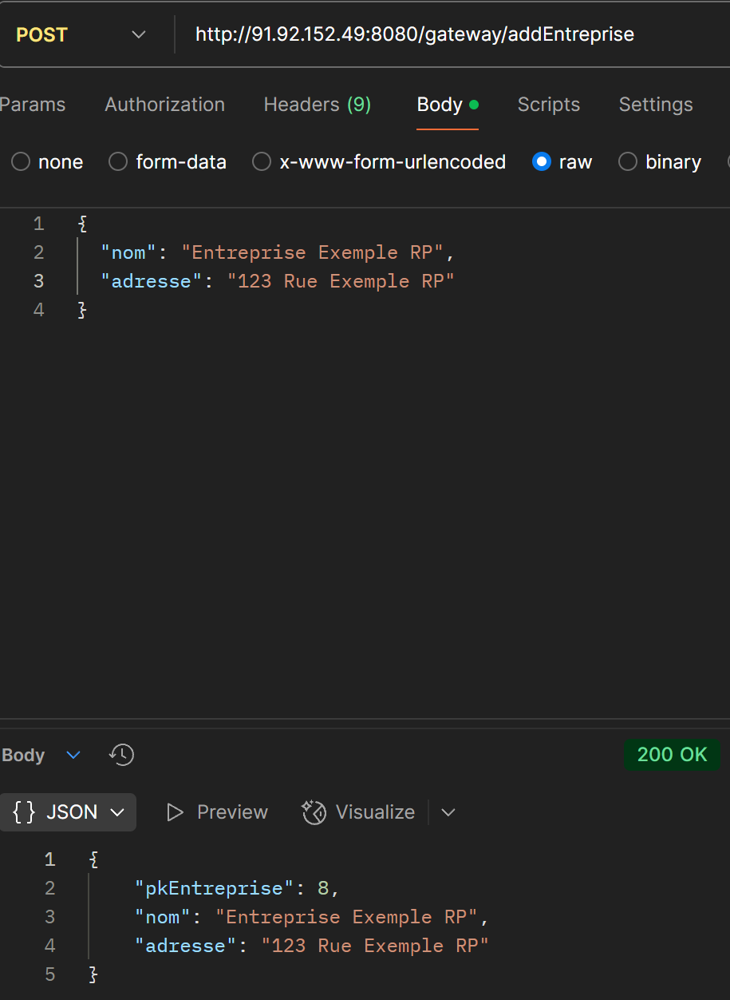 POST http://91.92.152.49:8080/gateway/addEntreprise
Params Authorization Headers (9) Body Scripts Settings
none form-data x-www-form-urlencoded raw binary
1 {
2 "nom": "Entreprise Exemple RP",
3 "adresse": "123 Rue Exemple RP"
4 }
Body 200 OK
{ } JSON Preview Visualize
1 {
2 "pkEntreprise": 8,
3 "nom": "Entreprise Exemple RP",
4 "adresse": "123 Rue Exemple RP"
5 }